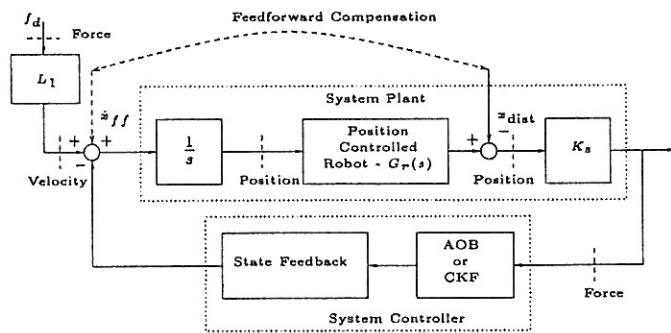 f_d
Feedforward Compensation
Force
L_1
System Plant
ẋ_ff
x_dist
+
+
+
-
+
-
1/s
Position
Controlled
Robot - G_r(s)
K_s
Velocity
Position
Position
State Feedback
AOB
or
CKF
Force
System Controller